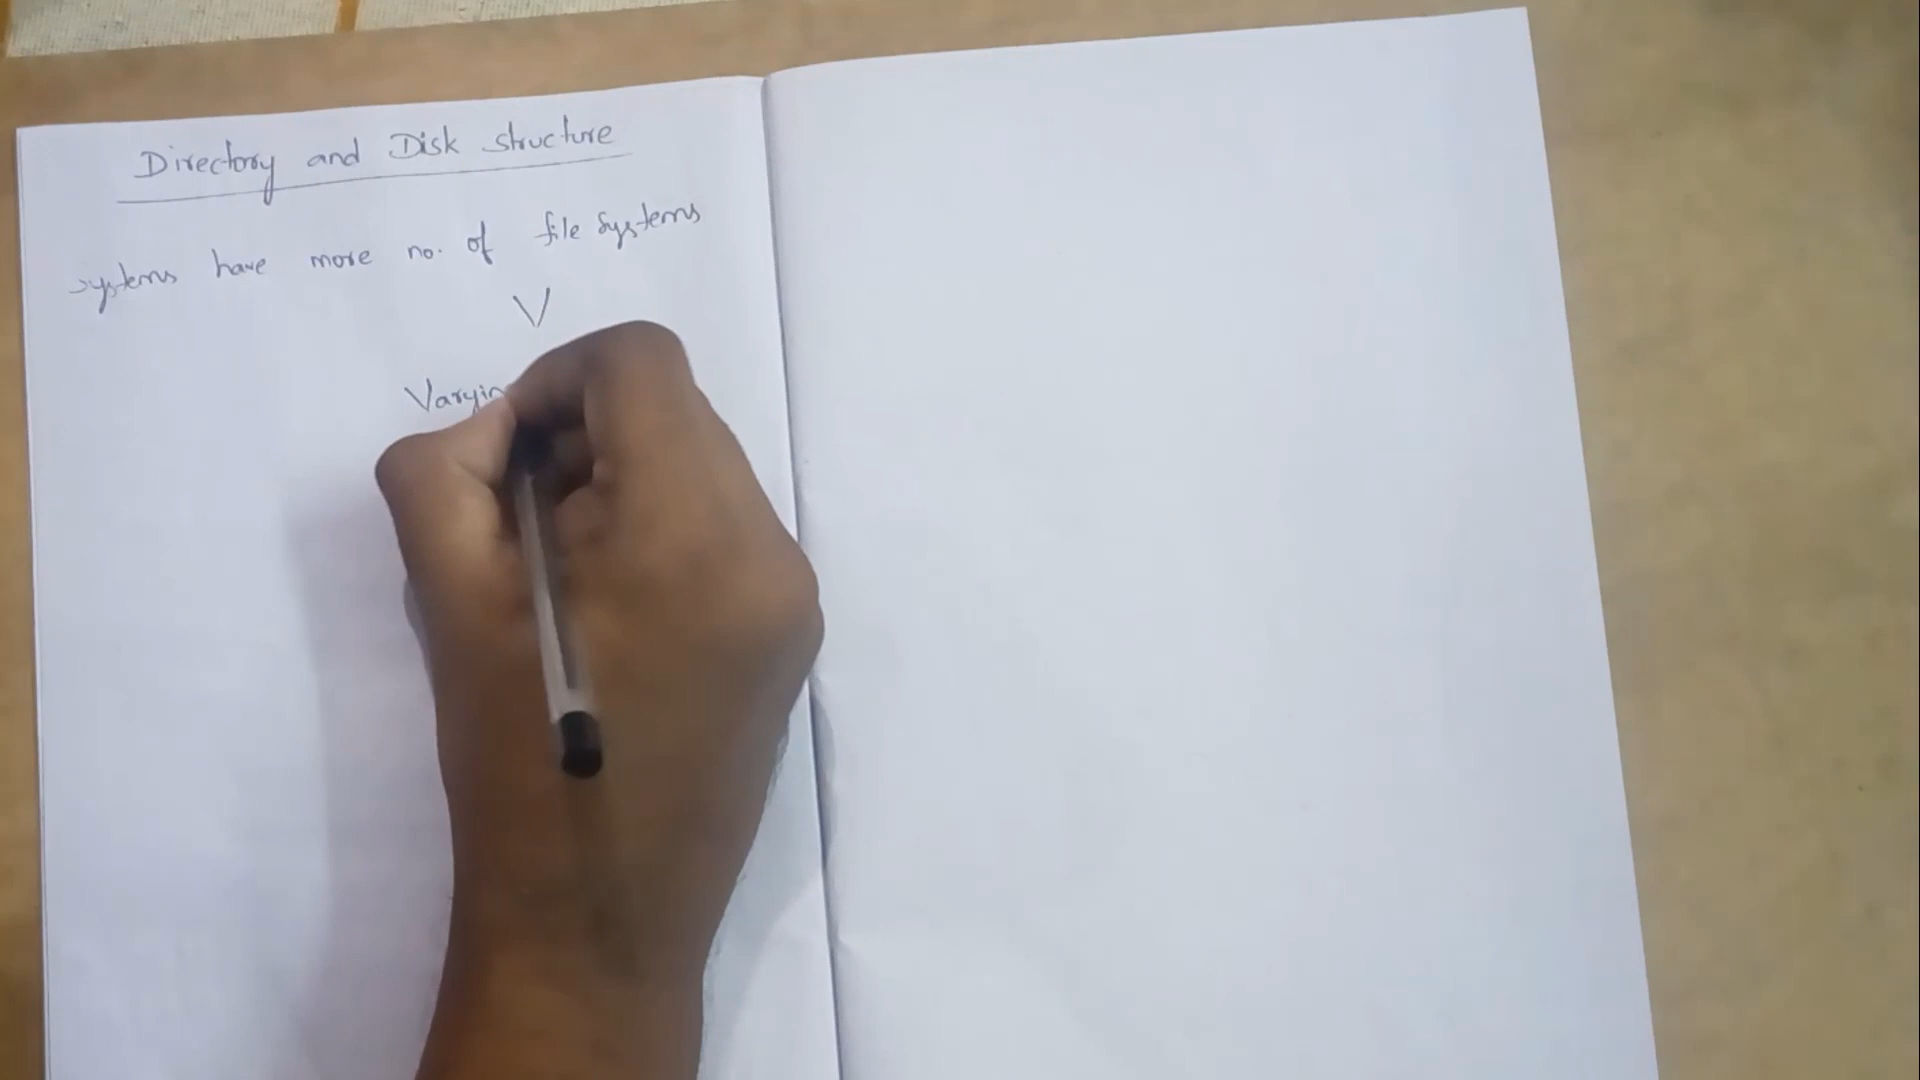 Directory and Disk structure
systems have more no. of file systems
V
Varyin